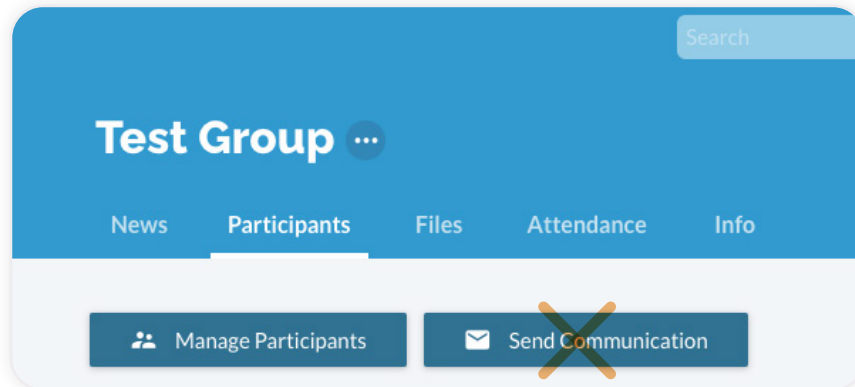 Search
Test Group
News Participants Files Attendance Info
Manage Participants Send Communication